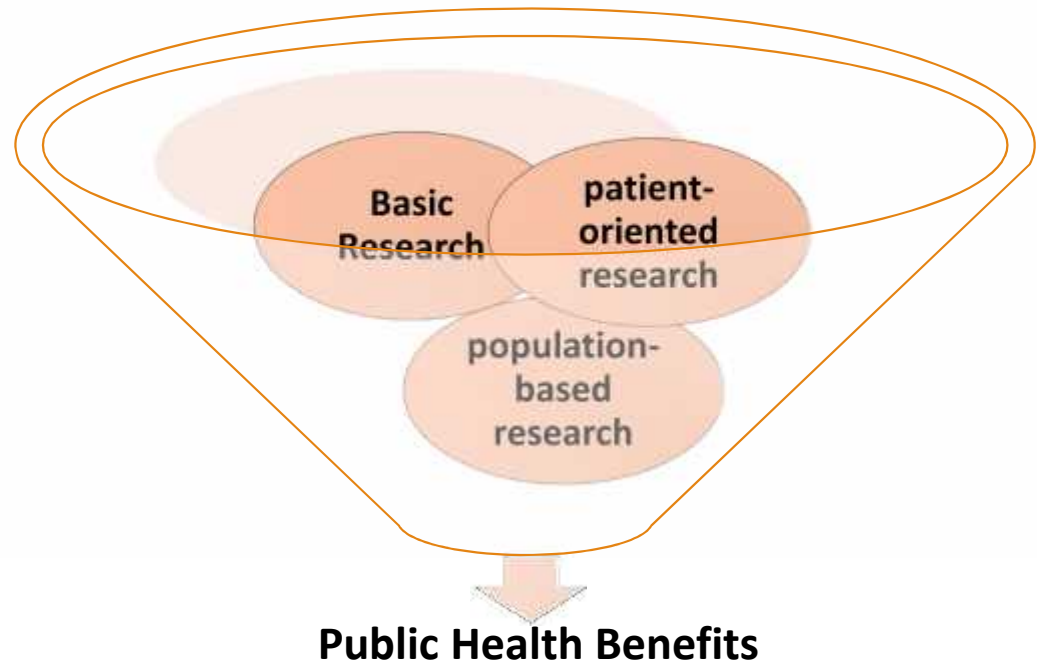 Basic
Research
patient-
oriented
research
population-
based
research
Public Health Benefits